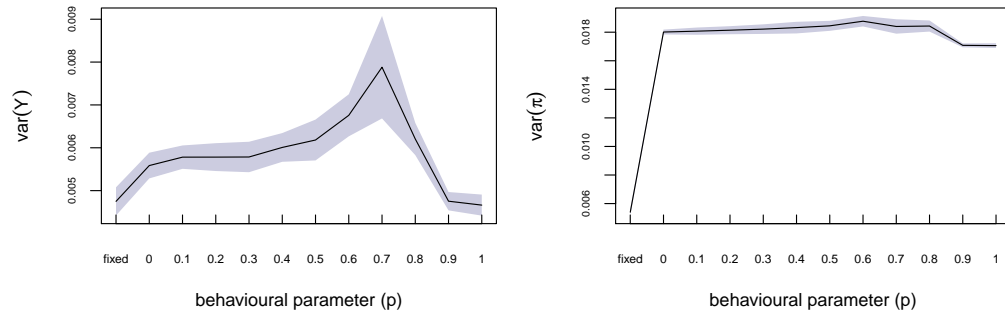 var(Y)
0.009
0.008
0.007
0.006
0.005
fixed 0 0.1 0.2 0.3 0.4 0.5 0.6 0.7 0.8 0.9 1
behavioural parameter (p)
var(π)
0.018
0.014
0.010
0.006
fixed 0 0.1 0.2 0.3 0.4 0.5 0.6 0.7 0.8 0.9 1
behavioural parameter (p)